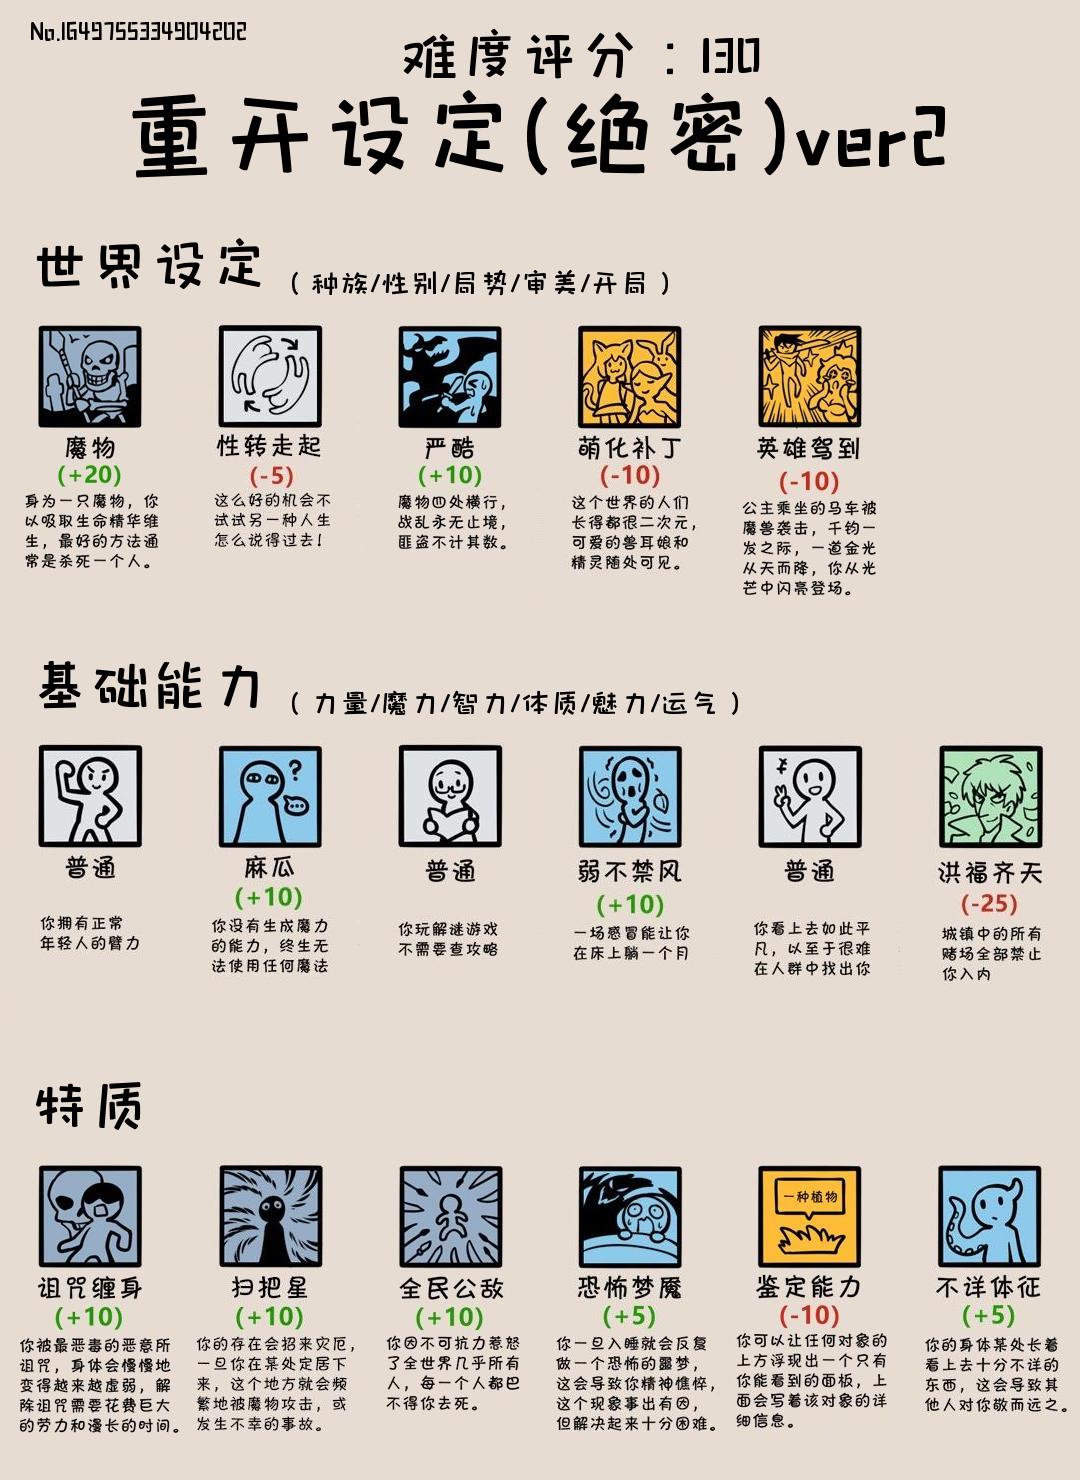 No.1649755334904202
难度评分:130
重开设定(绝密)ver2
世界设定 (种族/性别/局势/审美/开局)
魔物
(+20)
身为一只魔物，你
以吸取生命精华维
生，最好的方法通
常是杀死一个人。
性转走起
(-5)
这么好的机会不
试试另一种人生
怎么说得过去!
严酷
(+10)
魔物四处横行，
战乱永无止境，
匪盗不计其数。
萌化补丁
(-10)
这个世界的人们
长得都很二次元，
可爱的兽耳娘和
精灵随处可见。
英雄驾到
(-10)
公主乘坐的马车被
魔兽袭击，千钧一
发之际，一道金光
从天而降，你从光
芒中闪亮登场。
基础能力 (力量/魔力/智力/体质/魅力/运气)
普通
你拥有正常
年轻人的臂力
?
麻瓜
(+10)
你没有生成魔力
的能力，终生无
法使用任何魔法
普通
你玩解谜游戏
不需要查攻略
弱不禁风
(+10)
一场感冒能让你
在床上躺一个月
普通
你看上去如此平
凡，以至于很难
在人群中找出你
洪福齐天
(-25)
城镇中的所有
赌场全部禁止
你入内
特质
诅咒缠身
(+10)
你被最恶毒的恶意所
诅咒，身体会慢慢地
变得越来越虚弱，解
除诅咒需要花费巨大
的劳力和漫长的时间。
扫把星
(+10)
你的存在会招来灾厄，
一旦你在某处定居下
来，这个地方就会频
繁地被魔物攻击，或
发生不幸的事故。
全民公敌
(+10)
你因不可抗力惹怒
了全世界几乎所有
人，每一个人都巴
不得你去死。
恐怖梦魇
(+5)
你一旦入睡就会反复
做一个恐怖的噩梦，
这会导致你精神憔悴，
这个现象事出有因，
但解决起来十分困难。
一种植物
鉴定能力
(-10)
你可以让任何对象的
上方浮现出一个只有
你能看到的面板，上
面会写着该对象的详
细信息。
不详体征
(+5)
你的身体某处长着
看上去十分不详的
东西，这会导致其
他人对你敬而远之。